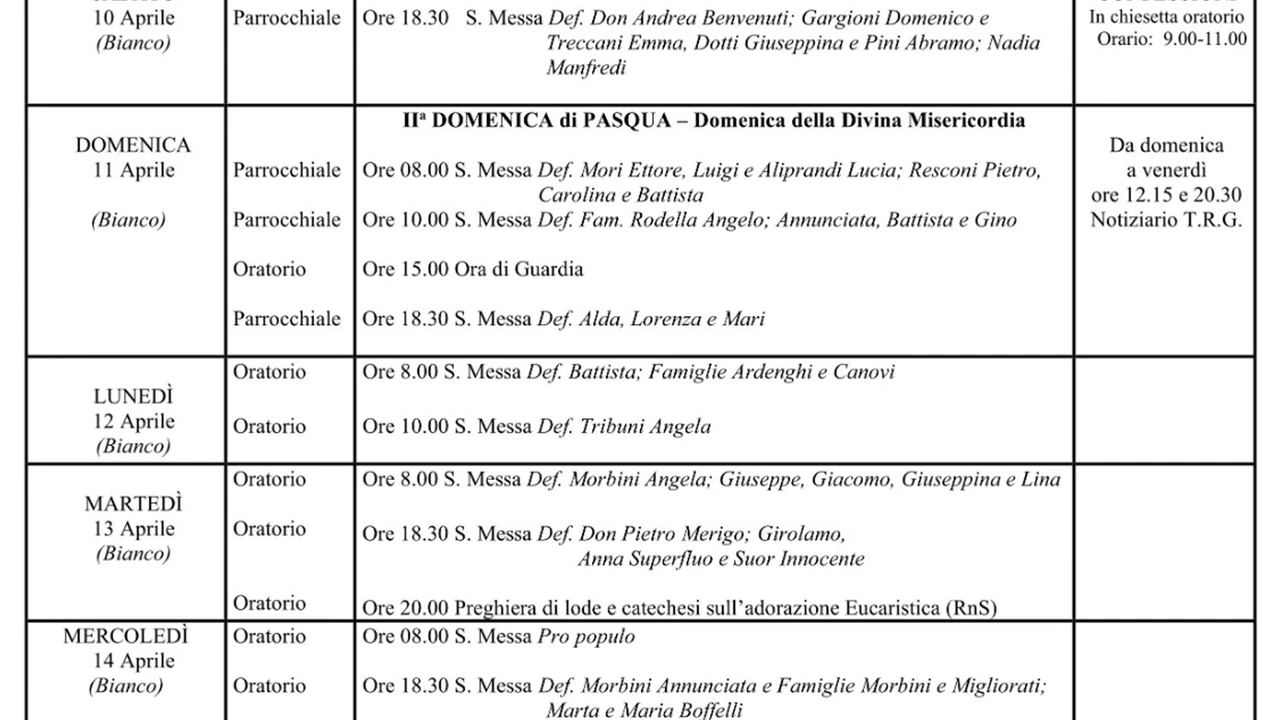 10 Aprile
(Bianco)
Parrocchiale
Ore 18.30 S. Messa Def. Don Andrea Benvenuti; Gargioni Domenico e
Treccani Emma, Dotti Giuseppina e Pini Abramo; Nadia
Manfredi
In chiesetta oratorio
Orario: 9.00-11.00
DOMENICA
11 Aprile
(Bianco)
IIª DOMENICA di PASQUA – Domenica della Divina Misericordia
Parrocchiale
Ore 08.00 S. Messa Def. Mori Ettore, Luigi e Aliprandi Lucia; Resconi Pietro,
Carolina e Battista
Parrocchiale
Ore 10.00 S. Messa Def. Fam. Rodella Angelo; Annunciata, Battista e Gino
Oratorio
Ore 15.00 Ora di Guardia
Parrocchiale
Ore 18.30 S. Messa Def. Alda, Lorenza e Mari
Da domenica
a venerdì
ore 12.15 e 20.30
Notiziario T.R.G.
LUNEDÌ
12 Aprile
(Bianco)
Oratorio
Ore 8.00 S. Messa Def. Battista; Famiglie Ardenghi e Canovi
Oratorio
Ore 10.00 S. Messa Def. Tribuni Angela
MARTEDÌ
13 Aprile
(Bianco)
Oratorio
Ore 8.00 S. Messa Def. Morbini Angela; Giuseppe, Giacomo, Giuseppina e Lina
Oratorio
Ore 18.30 S. Messa Def. Don Pietro Merigo; Girolamo,
Anna Superfluo e Suor Innocente
Oratorio
Ore 20.00 Preghiera di lode e catechesi sull’adorazione Eucaristica (RnS)
MERCOLEDÌ
14 Aprile
(Bianco)
Oratorio
Ore 08.00 S. Messa Pro populo
Oratorio
Ore 18.30 S. Messa Def. Morbini Annunciata e Famiglie Morbini e Migliorati;
Marta e Maria Boffelli